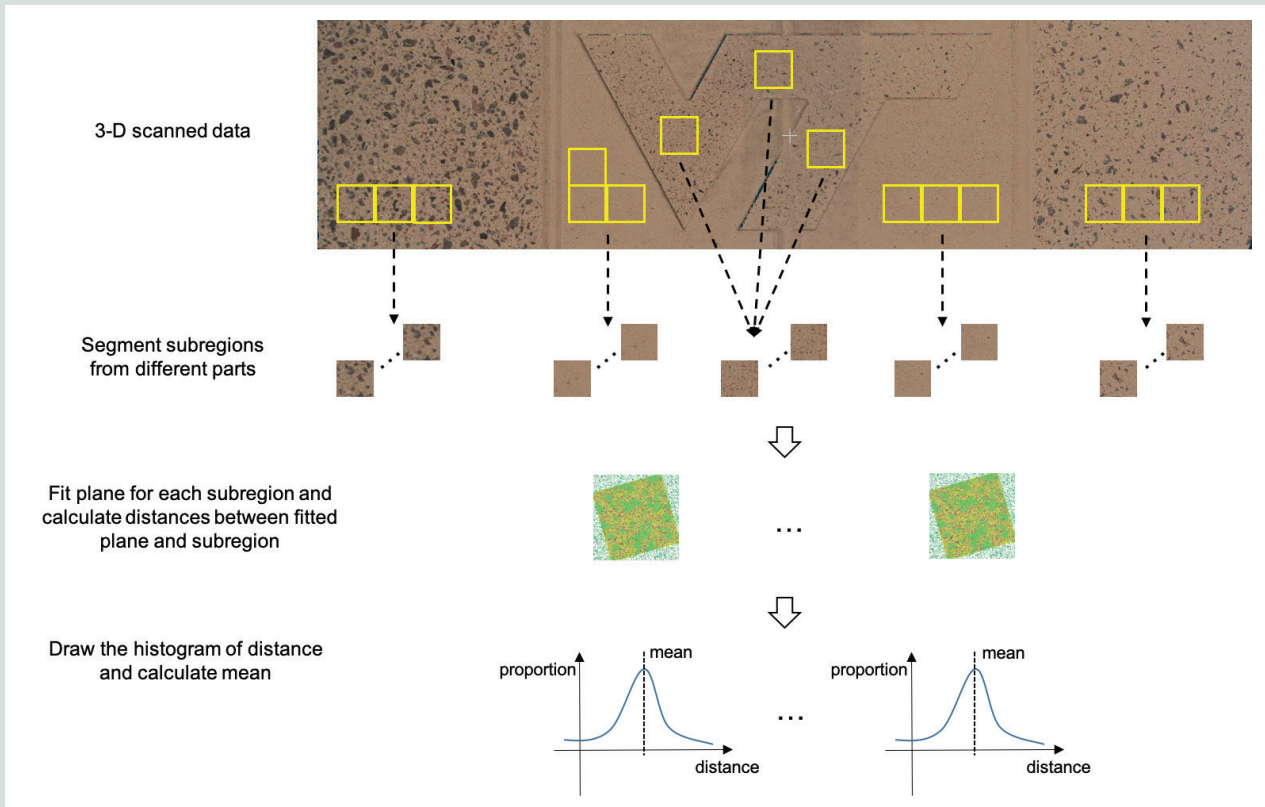 3-D scanned data
Segment subregions
from different parts
Fit plane for each subregion and
calculate distances between fitted
plane and subregion
...
Draw the histogram of distance
and calculate mean
proportion
mean
distance
...
proportion
mean
distance